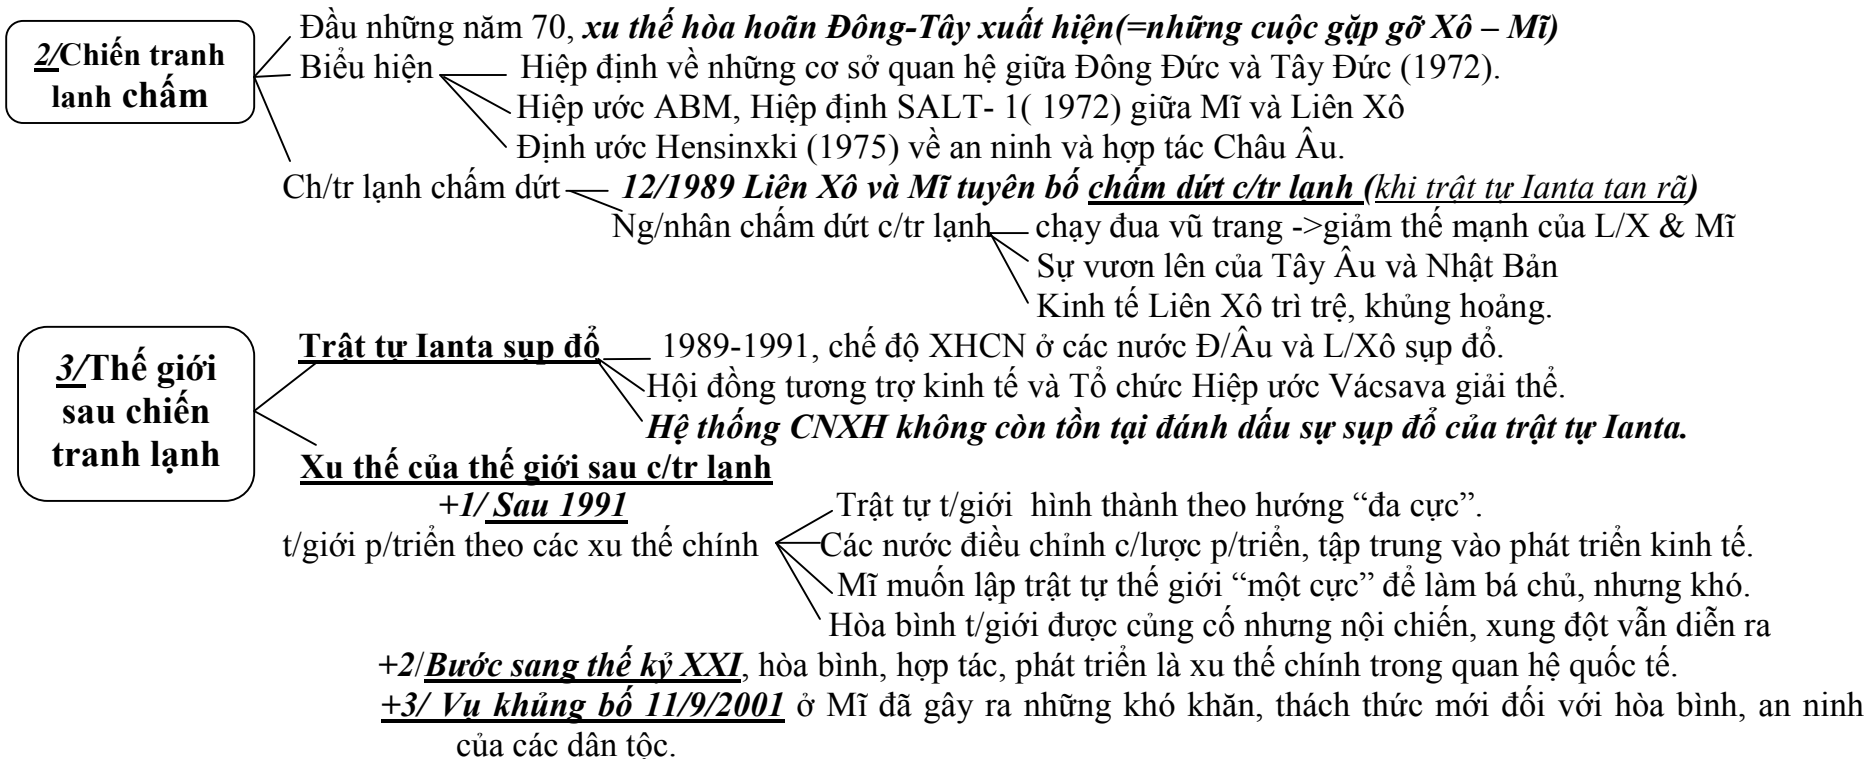 Đầu những năm 70, xu thế hòa hoãn Đông-Tây xuất hiện(=những cuộc gặp gỡ Xô – Mĩ)
2/Chiến tranh
lanh chấm
Biểu hiện
Hiệp định về những cơ sở quan hệ giữa Đông Đức và Tây Đức (1972).
Hiệp ước ABM, Hiệp định SALT- 1( 1972) giữa Mĩ và Liên Xô
Định ước Hensinxki (1975) về an ninh và hợp tác Châu Âu.
Ch/tr lạnh chấm dứt
12/1989 Liên Xô và Mĩ tuyên bố chấm dứt c/tr lạnh (khi trật tự Ianta tan rã)
Ng/nhân chấm dứt c/tr lạnh
chạy đua vũ trang ->giảm thế mạnh của L/X & Mĩ
Sự vươn lên của Tây Âu và Nhật Bản
Kinh tế Liên Xô trì trệ, khủng hoảng.
3/Thế giới
sau chiến
tranh lạnh
Trật tự Ianta sụp đổ
1989-1991, chế độ XHCN ở các nước Đ/Âu và L/Xô sụp đổ.
Hội đồng tương trợ kinh tế và Tổ chức Hiệp ước Vácsava giải thể.
Hệ thống CNXH không còn tồn tại đánh dấu sự sụp đổ của trật tự Ianta.
Xu thế của thế giới sau c/tr lạnh
+1/ Sau 1991
t/giới p/triển theo các xu thế chính
Trật tự t/giới hình thành theo hướng “đa cực”.
Các nước điều chỉnh c/lược p/triển, tập trung vào phát triển kinh tế.
Mĩ muốn lập trật tự thế giới “một cực” để làm bá chủ, nhưng khó.
Hòa bình t/giới được củng cố nhưng nội chiến, xung đột vẫn diễn ra
+2/Bước sang thế kỷ XXI, hòa bình, hợp tác, phát triển là xu thế chính trong quan hệ quốc tế.
+3/ Vụ khủng bố 11/9/2001 ở Mĩ đã gây ra những khó khăn, thách thức mới đối với hòa bình, an ninh
của các dân tộc.